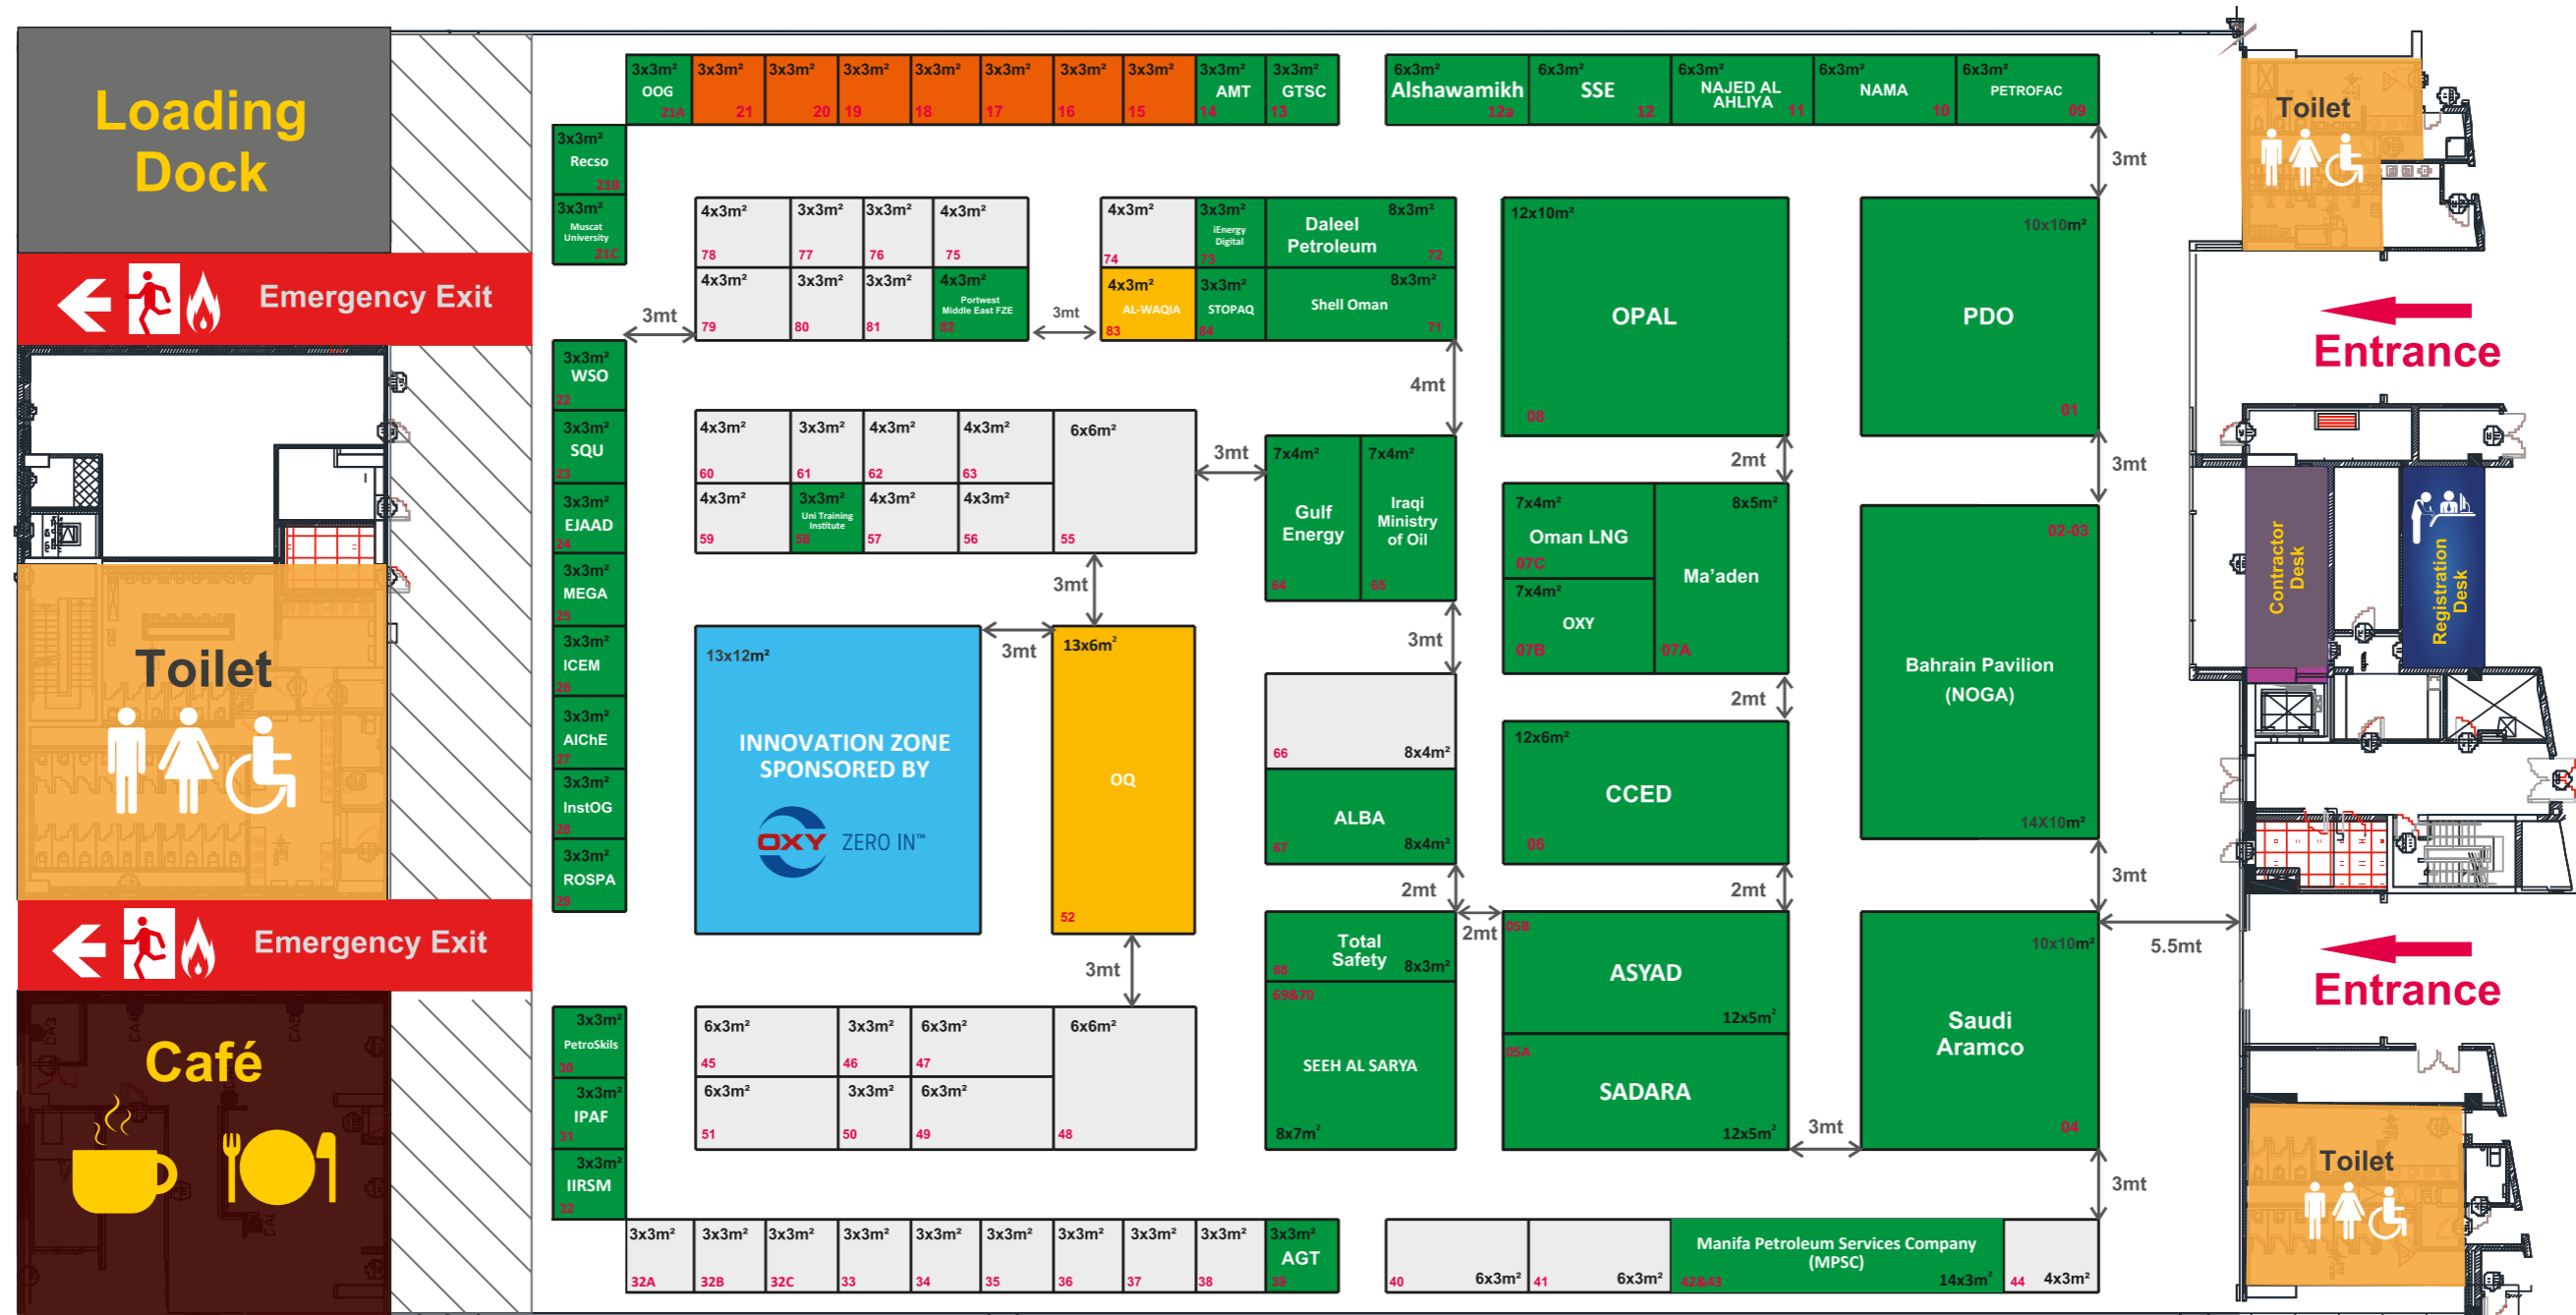 Loading
Dock
Emergency Exit
Toilet
Emergency Exit
Café
3x3m²
OOG
21A
3x3m²
21
3x3m²
20
3x3m²
19
3x3m²
18
3x3m²
17
3x3m²
16
3x3m²
15
3x3m²
AMT
14
3x3m²
GTSC
13
6x3m²
Alshawamikh
12a
6x3m²
SSE
12
6x3m²
NAJED AL
AHLIYA
11
6x3m²
NAMA
10
6x3m²
PETROFAC
09
3mt
Toilet
3x3m²
Recso
21B
3x3m²
Muscat
University
21C
4x3m²
78
3x3m²
77
3x3m²
76
4x3m²
75
4x3m²
79
3x3m²
80
3x3m²
81
4x3m²
Portwest
Middle East FZE
82
3mt
3mt
4x3m²
74
3x3m²
iEnergy
Digital
73
Daleel
Petroleum
8x3m²
72
4x3m²
AL-WAQIA
83
3x3m²
STOPAQ
84
8x3m²
Shell Oman
71
4mt
12x10m²
OPAL
08
10x10m²
PDO
01
Entrance
2mt
3mt
3x3m²
WSO
22
3x3m²
SQU
23
3x3m²
EJAAD
24
3x3m²
MEGA
25
3x3m²
ICEM
26
3x3m²
AIChE
27
3x3m²
InstOG
28
3x3m²
ROSPA
29
4x3m²
60
3x3m²
61
4x3m²
62
4x3m²
63
6x6m²
55
4x3m²
59
3x3m²
Uni Training
Institute
58
4x3m²
57
4x3m²
56
3mt
3mt
7x4m²
Gulf
Energy
64
7x4m²
Iraqi
Ministry
of Oil
65
3mt
7x4m²
Oman LNG
07C
7x4m²
OXY
07B
8x5m²
Ma’aden
07A
2mt
02-03
Bahrain Pavilion
(NOGA)
14X10m²
Contractor
Desk
Registration
Desk
13x12m²
INNOVATION ZONE
SPONSORED BY
OXY
ZERO IN™
3mt
13x6m²
OQ
52
3mt
66
8x4m²
ALBA
67
8x4m²
2mt
12x6m²
CCED
06
2mt
2mt
3mt
5.5mt
Entrance
Total
Safety
68
8x3m²
69&70
SEEH AL SARYA
8x7m²
05B
ASYAD
12x5m²
05A
SADARA
12x5m²
3mt
10x10m²
Saudi
Aramco
04
3mt
3x3m²
PetroSkils
30
3x3m²
IPAF
31
3x3m²
IIRSM
32
6x3m²
45
3x3m²
46
6x3m²
47
6x6m²
48
6x3m²
51
3x3m²
50
6x3m²
49
3x3m²
32A
3x3m²
32B
3x3m²
32C
3x3m²
33
3x3m²
34
3x3m²
35
3x3m²
36
3x3m²
37
3x3m²
38
3x3m²
AGT
39
40
6x3m²
41
6x3m²
Manifa Petroleum Services Company
(MPSC)
42&43
14x3m²
44
4x3m²
Toilet